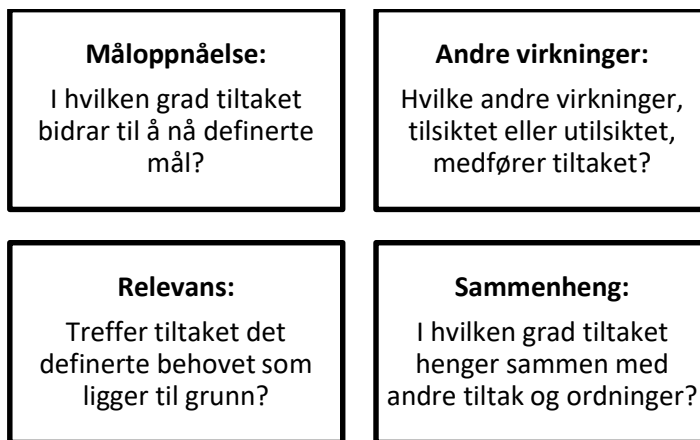 Måloppnåelse:
I hvilken grad tiltaket
bidrar til å nå definerte
mål?
Andre virkninger:
Hvilke andre virkninger,
tilsiktet eller utilsiktet,
medfører tiltaket?
Relevans:
Treffer tiltaket det
definerte behovet som
ligger til grunn?
Sammenheng:
I hvilken grad tiltaket
henger sammen med
andre tiltak og ordninger?